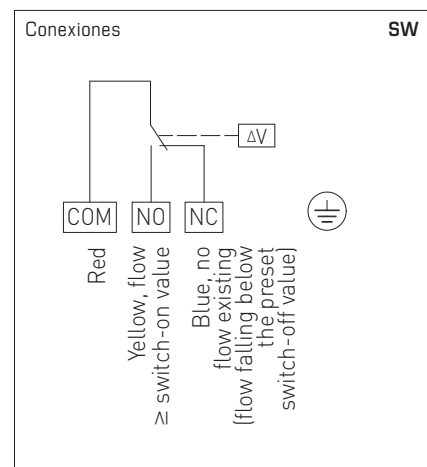 Conexiones
SW
ΔV
COM
NO
NC
Red
Yellow, flow
≥ switch-on value
Blue, no
flow existing
(flow falling below
the preset
switch-off value)